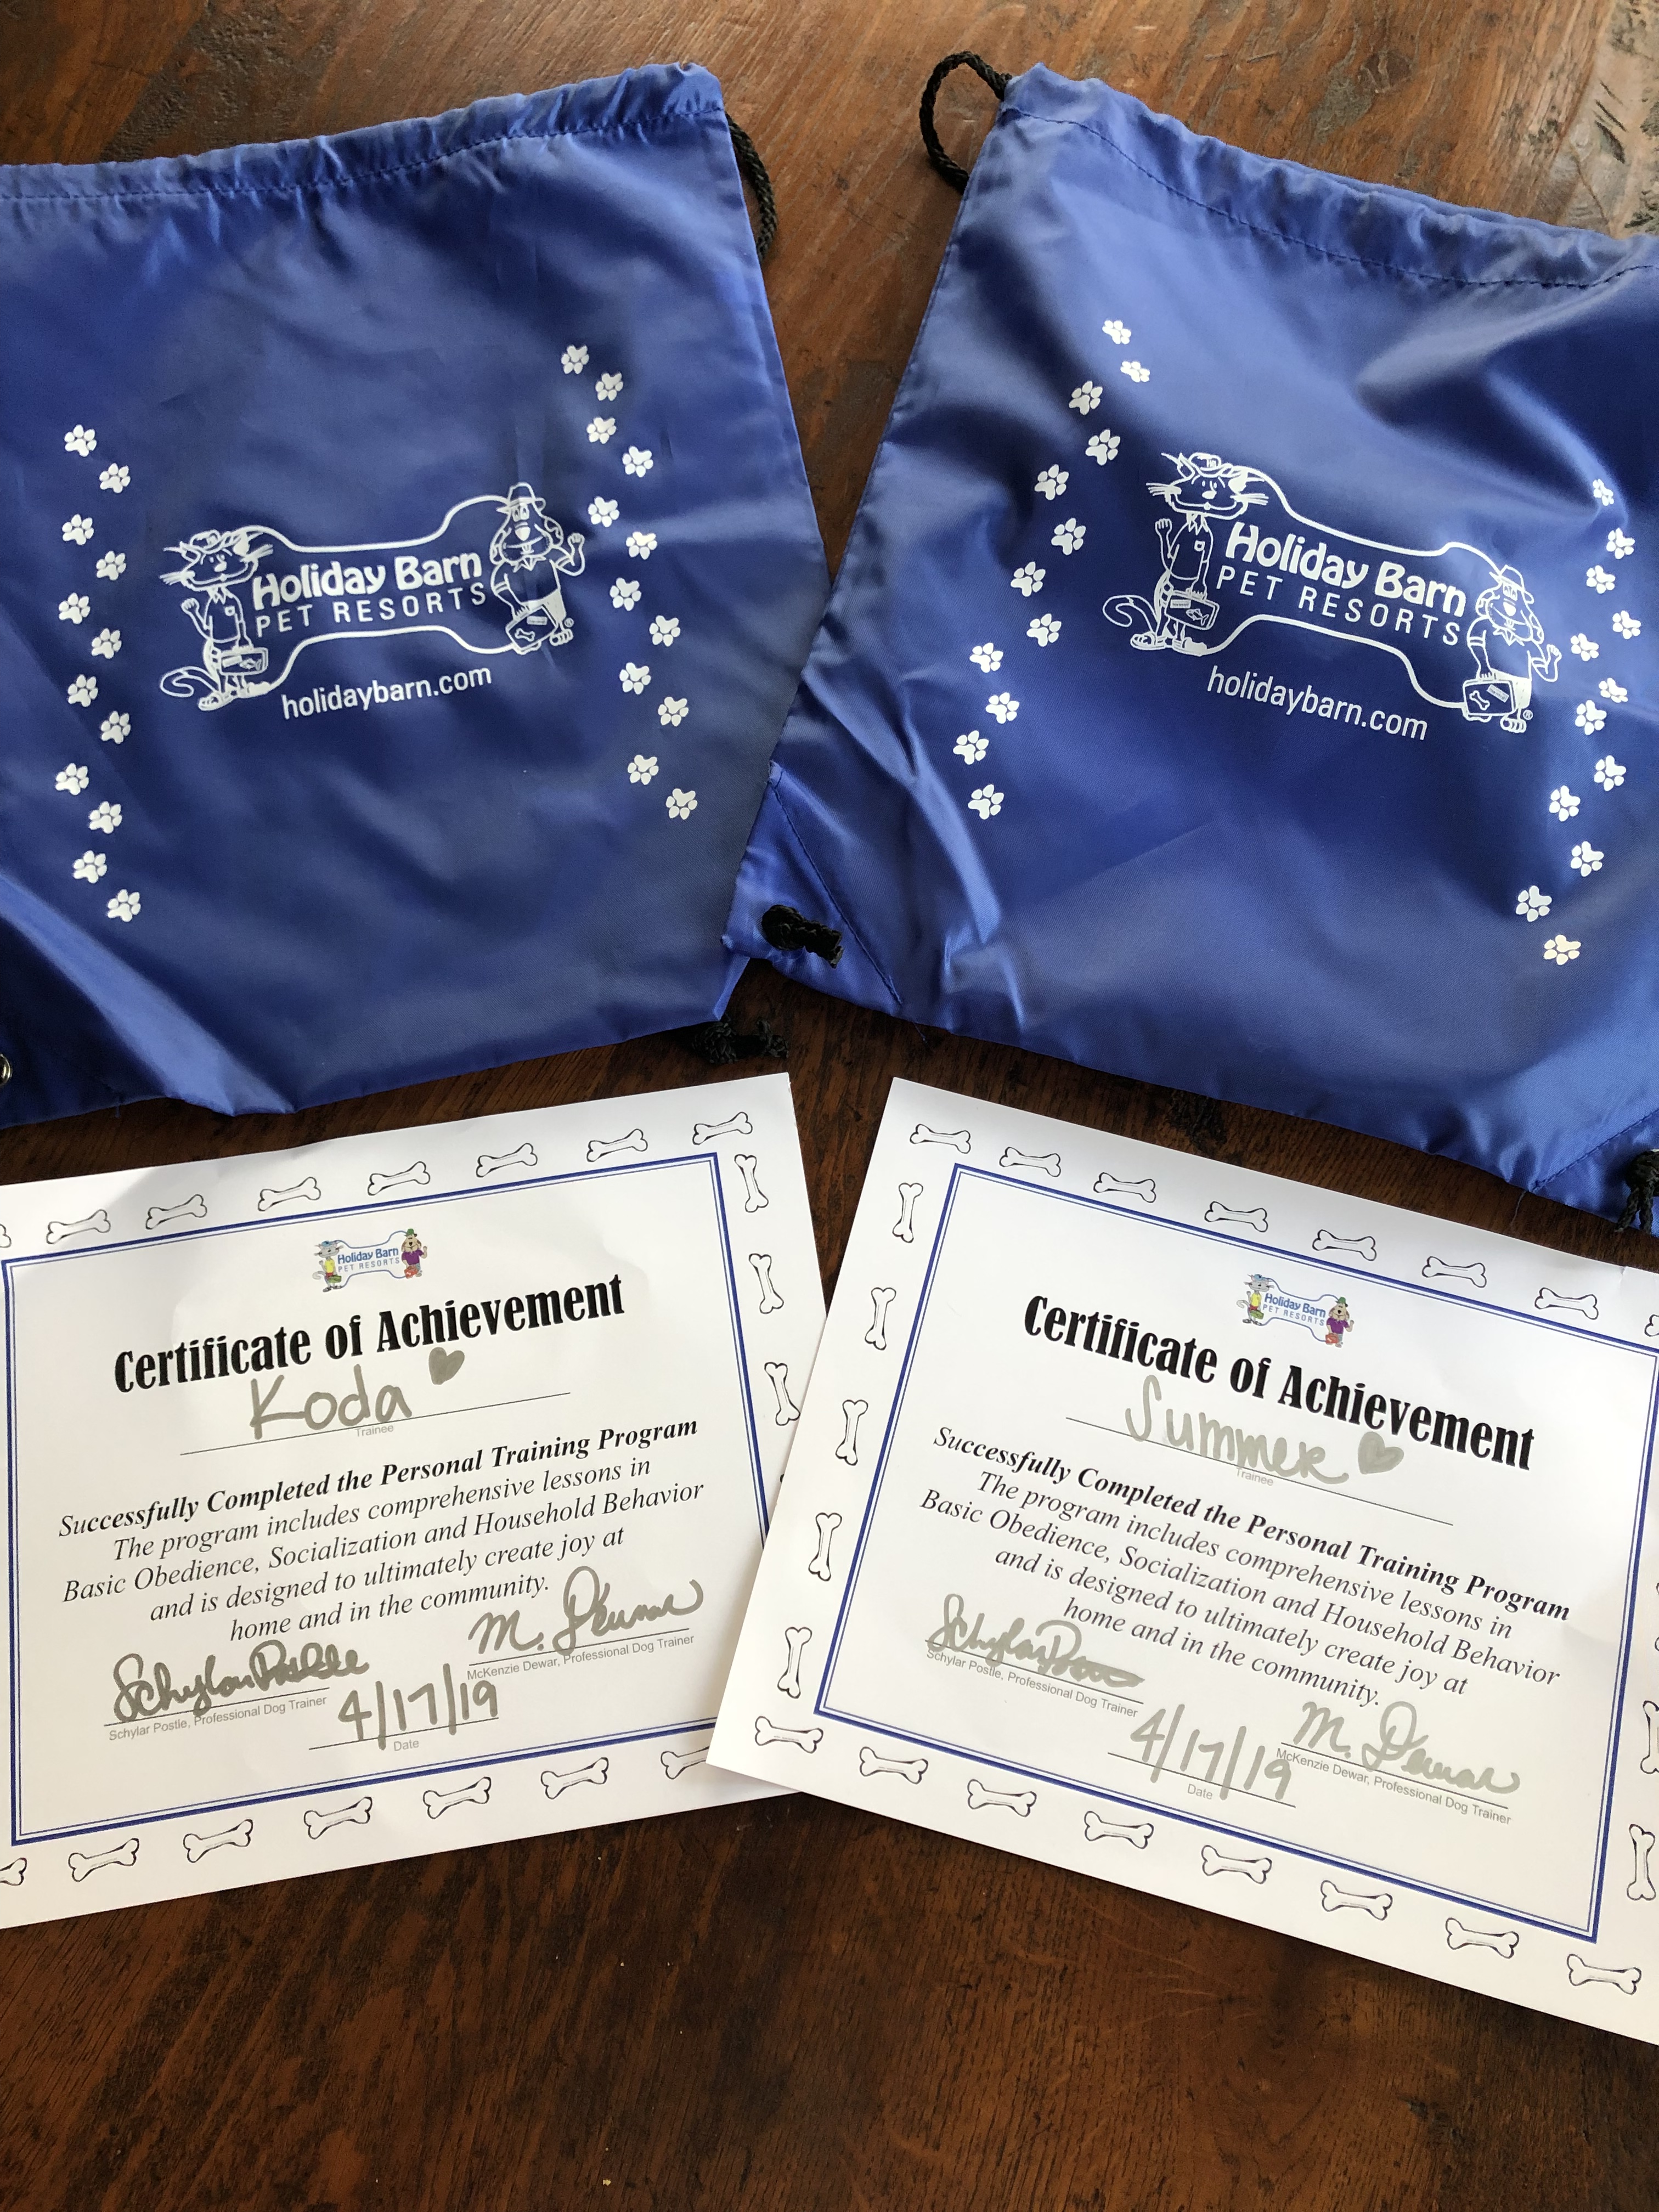 Holiday Barn
PET RESORTS
®
holidaybarn.com
Holiday Barn
PET RESORTS
®
holidaybarn.com
Holiday Barn
PET RESORTS
Certificate of Achievement
Koda
Trainee
Successfully Completed the Personal Training Program
The program includes comprehensive lessons in
Basic Obedience, Socialization and Household Behavior
and is designed to ultimately create joy at
home and in the community.
Schylar Postle
Schylar Postle, Professional Dog Trainer
M. Dewar
McKenzie Dewar, Professional Dog Trainer
4/17/19
Date
Holiday Barn
PET RESORTS
Certificate of Achievement
Summer
Trainee
Successfully Completed the Personal Training Program
The program includes comprehensive lessons in
Basic Obedience, Socialization and Household Behavior
and is designed to ultimately create joy at
home and in the community.
Schylar Postle
Schylar Postle, Professional Dog Trainer
M. Dewar
McKenzie Dewar, Professional Dog Trainer
4/17/19
Date